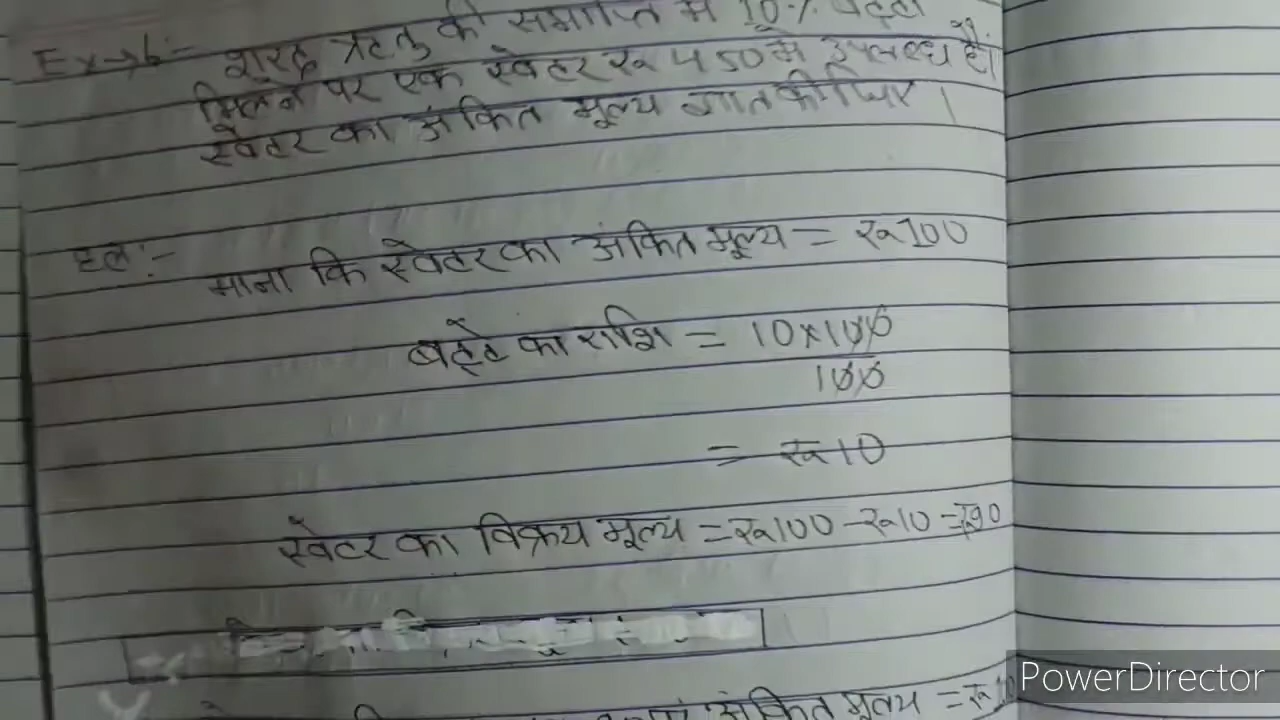 Ex→6:- शरद ऋतु की समाप्ति में 10% बट्टा
मिलने पर एक स्वेटर रू 450 में उपलब्ध है।
स्वेटर का अंकित मूल्य ज्ञात कीजिए।
हल:-
माना कि स्वेटर का अंकित मूल्य = रू 100
बट्टे का राशि = 10×100
100
= रू 10
स्वेटर का विक्रय मूल्य = रू 100 - रू 10 = रू 90
अंकित मूल्य = रू
PowerDirector